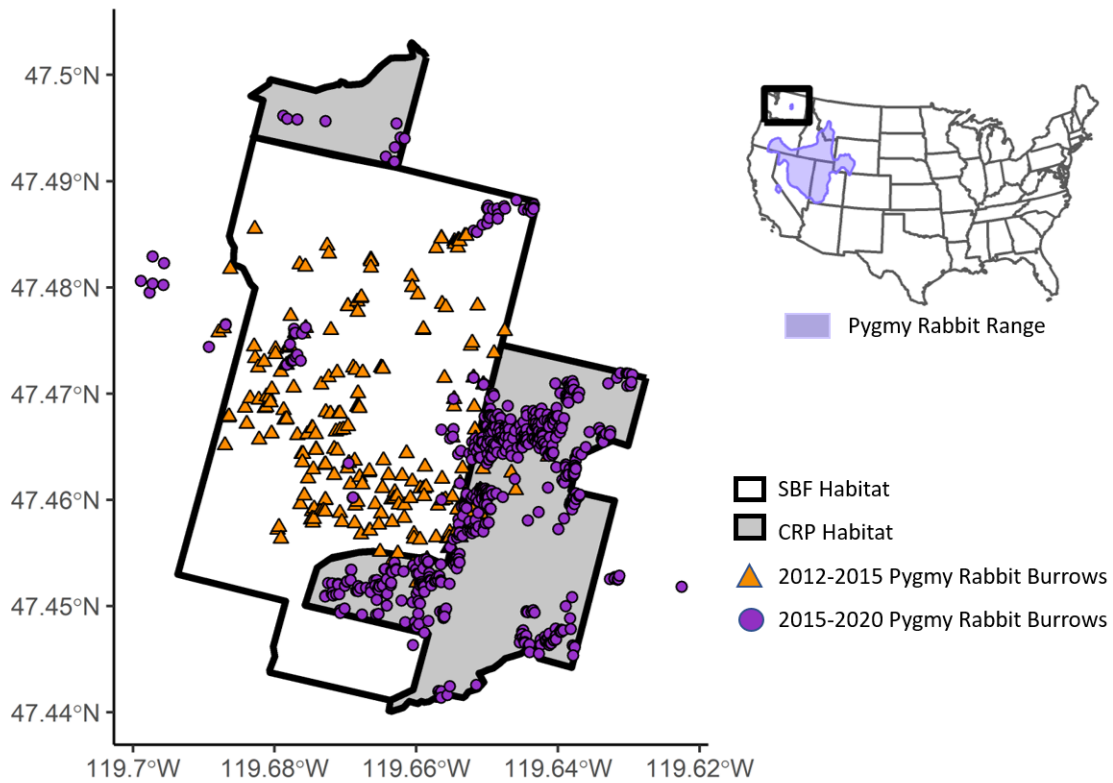 47.5°N
47.49°N
47.48°N
47.47°N
47.46°N
47.45°N
47.44°N
119.7°W
119.68°W
119.66°W
119.64°W
119.62°W
Pygmy Rabbit Range
SBF Habitat
CRP Habitat
2012-2015 Pygmy Rabbit Burrows
2015-2020 Pygmy Rabbit Burrows